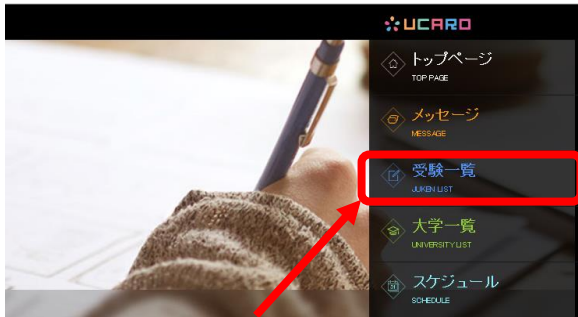 UCARO
トップページ
TOP PAGE
メッセージ
MESSAGE
受験一覧
JUKEN LIST
大学一覧
UNIVERSITY LIST
スケジュール
SCHEDULE